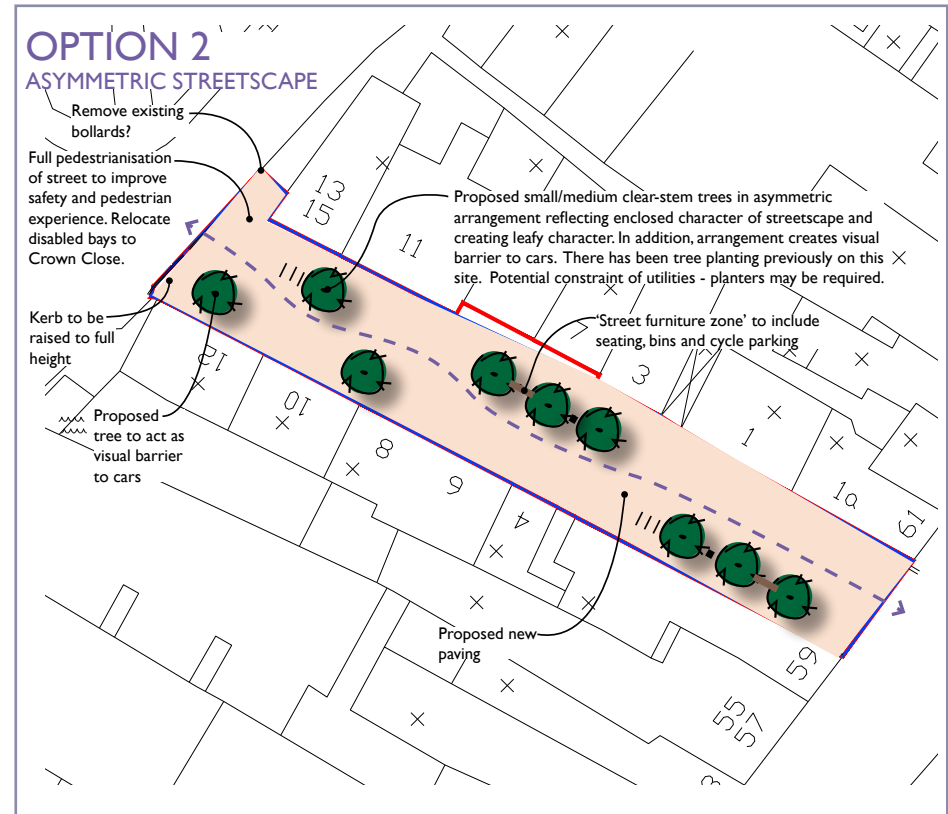 OPTION 2
ASYMMETRIC STREETSCAPE
Remove existing
bollards?
Full pedestrianisation
of street to improve
safety and pedestrian
experience. Relocate
disabled bays to
Crown Close.
Kerb to be
raised to full
height
Proposed
tree to act as
visual barrier
to cars
Proposed small/medium clear-stem trees in asymmetric
arrangement reflecting enclosed character of streetscape and
creating leafy character. In addition, arrangement creates visual
barrier to cars. There has been tree planting previously on this
site. Potential constraint of utilities - planters may be required.
'Street furniture zone' to include
seating, bins and cycle parking
Proposed new
paving
13
15
11
3
1
1a
61
12
10
8
6
4
59
55
57